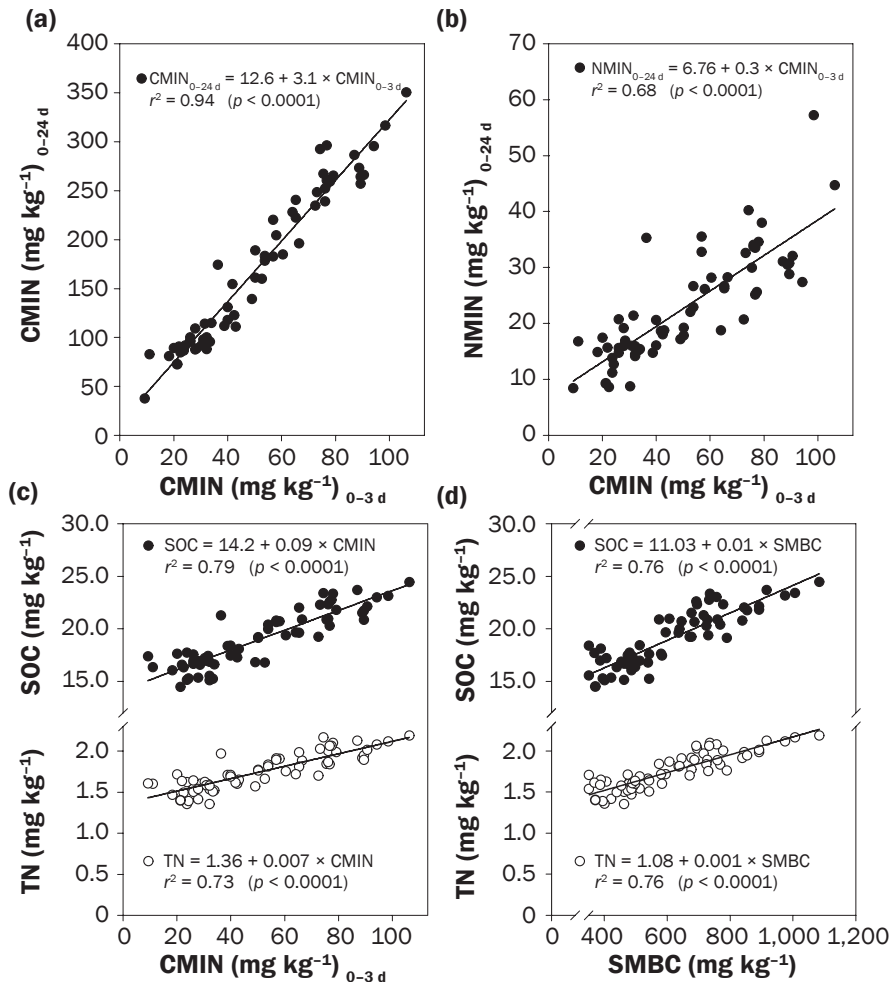 (a)
400
350
300
250
200
150
100
50
0
CMIN (mg kg⁻¹) 0–24 d
CMIN0–24 d = 12.6 + 3.1 × CMIN0–3 d
r² = 0.94 (p < 0.0001)
0 20 40 60 80 100
CMIN (mg kg⁻¹) 0–3 d
(b)
70
60
50
40
30
20
10
0
NMIN (mg kg⁻¹) 0–24 d
NMIN0–24 d = 6.76 + 0.3 × CMIN0–3 d
r² = 0.68 (p < 0.0001)
0 20 40 60 80 100
CMIN (mg kg⁻¹) 0–3 d
(c)
30.0
25.0
20.0
15.0
SOC (mg kg⁻¹)
SOC = 14.2 + 0.09 × CMIN
r² = 0.79 (p < 0.0001)
2.0
1.5
1.0
0.5
0
TN (mg kg⁻¹)
TN = 1.36 + 0.007 × CMIN
r² = 0.73 (p < 0.0001)
0 20 40 60 80 100
CMIN (mg kg⁻¹) 0–3 d
(d)
30.0
25.0
20.0
15.0
SOC (mg kg⁻¹)
SOC = 11.03 + 0.01 × SMBC
r² = 0.76 (p < 0.0001)
2.0
1.5
1.0
0.5
0
TN (mg kg⁻¹)
TN = 1.08 + 0.001 × SMBC
r² = 0.76 (p < 0.0001)
400 600 800 1,000 1,200
SMBC (mg kg⁻¹)